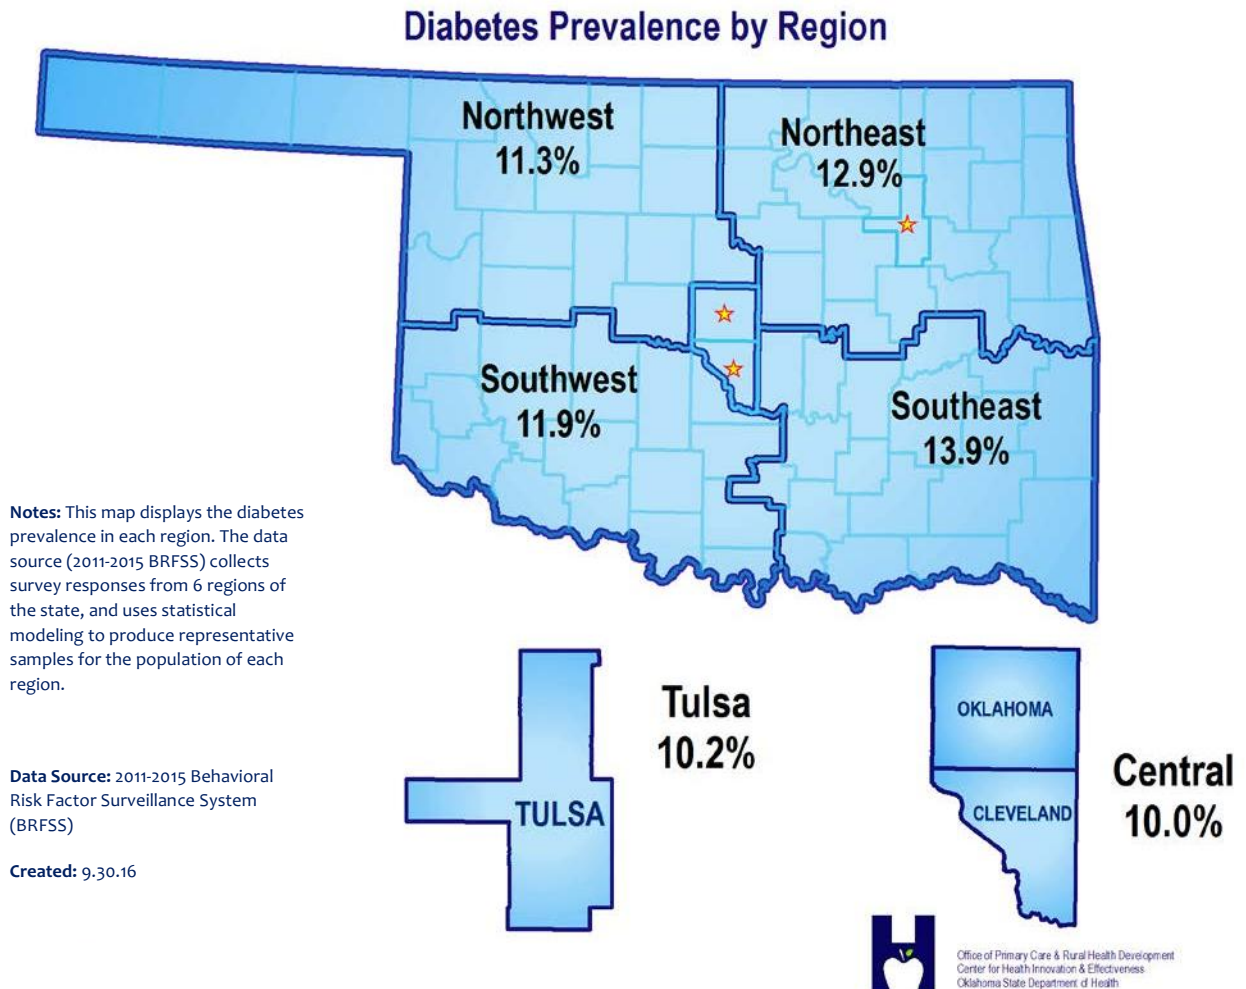 Diabetes Prevalence by Region
Northwest
11.3%
Northeast
12.9%
Southwest
11.9%
Southeast
13.9%
Notes: This map displays the diabetes
prevalence in each region. The data
source (2011-2015 BRFSS) collects
survey responses from 6 regions of
the state, and uses statistical
modeling to produce representative
samples for the population of each
region.
Data Source: 2011-2015 Behavioral
Risk Factor Surveillance System
(BRFSS)
Created: 9.30.16
TULSA
Tulsa
10.2%
OKLAHOMA
CLEVELAND
Central
10.0%
Office of Primary Care & Rural Health Development
Center for Health Innovation & Effectiveness
Oklahoma State Department of Health